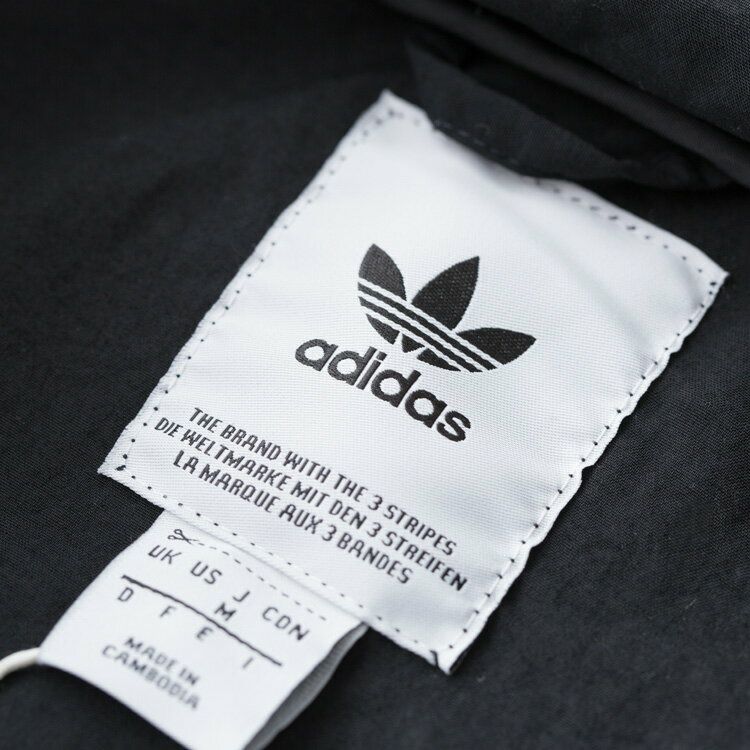 adidas
THE BRAND WITH THE 3 STRIPES
DIE WELTMARKE MIT DEN 3 STREIFEN
LA MARQUE AUX 3 BANDES
UK US J CDN
M
D F E I
MADE IN
CAMBODIA